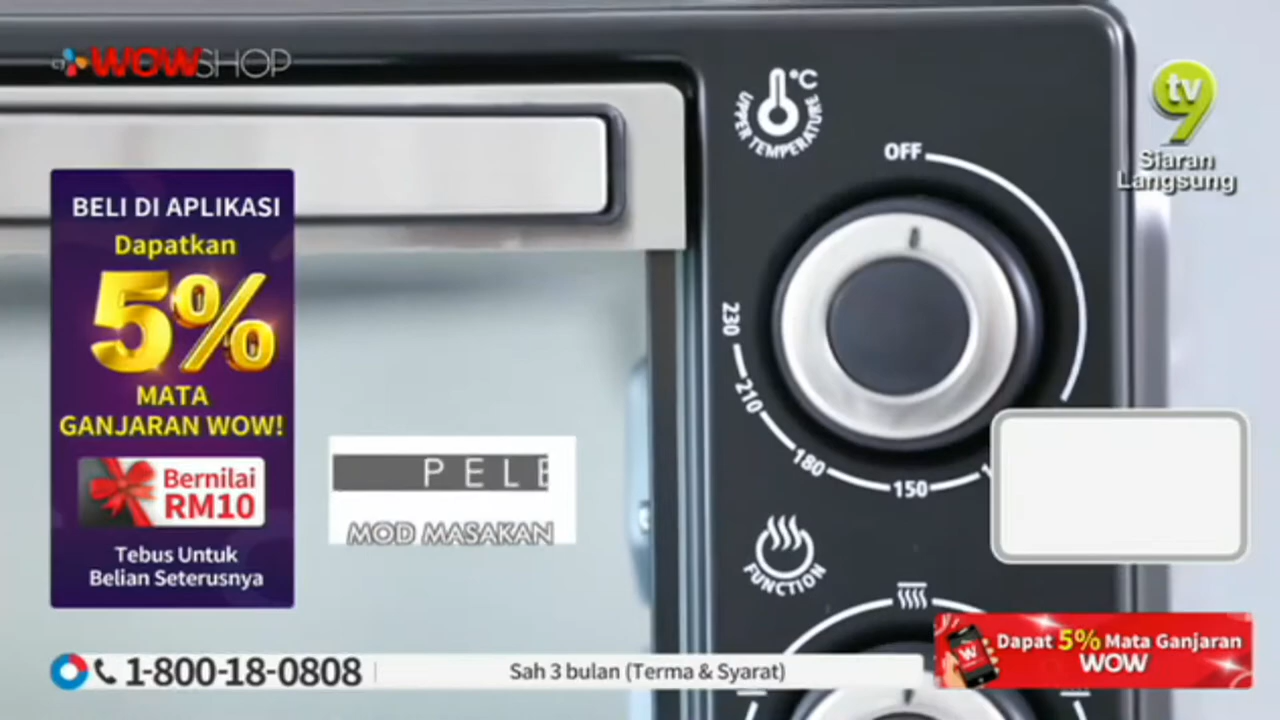 CJ WOWSHOP
tv9
Siaran
Langsung
BELI DI APLIKASI
Dapatkan
5%
MATA
GANJARAN WOW!
Bernilai
RM10
Tebus Untuk
Belian Seterusnya
°C
UPPER TEMPERATURE
OFF
230
210
180
150
MOD MASAKAN
FUNCTION
Dapat 5% Mata Ganjaran
WOW
1-800-18-0808
Sah 3 bulan (Terma & Syarat)